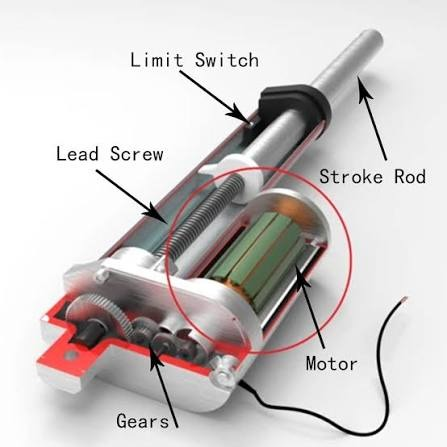 Limit Switch
Lead Screw
Stroke Rod
Motor
Gears